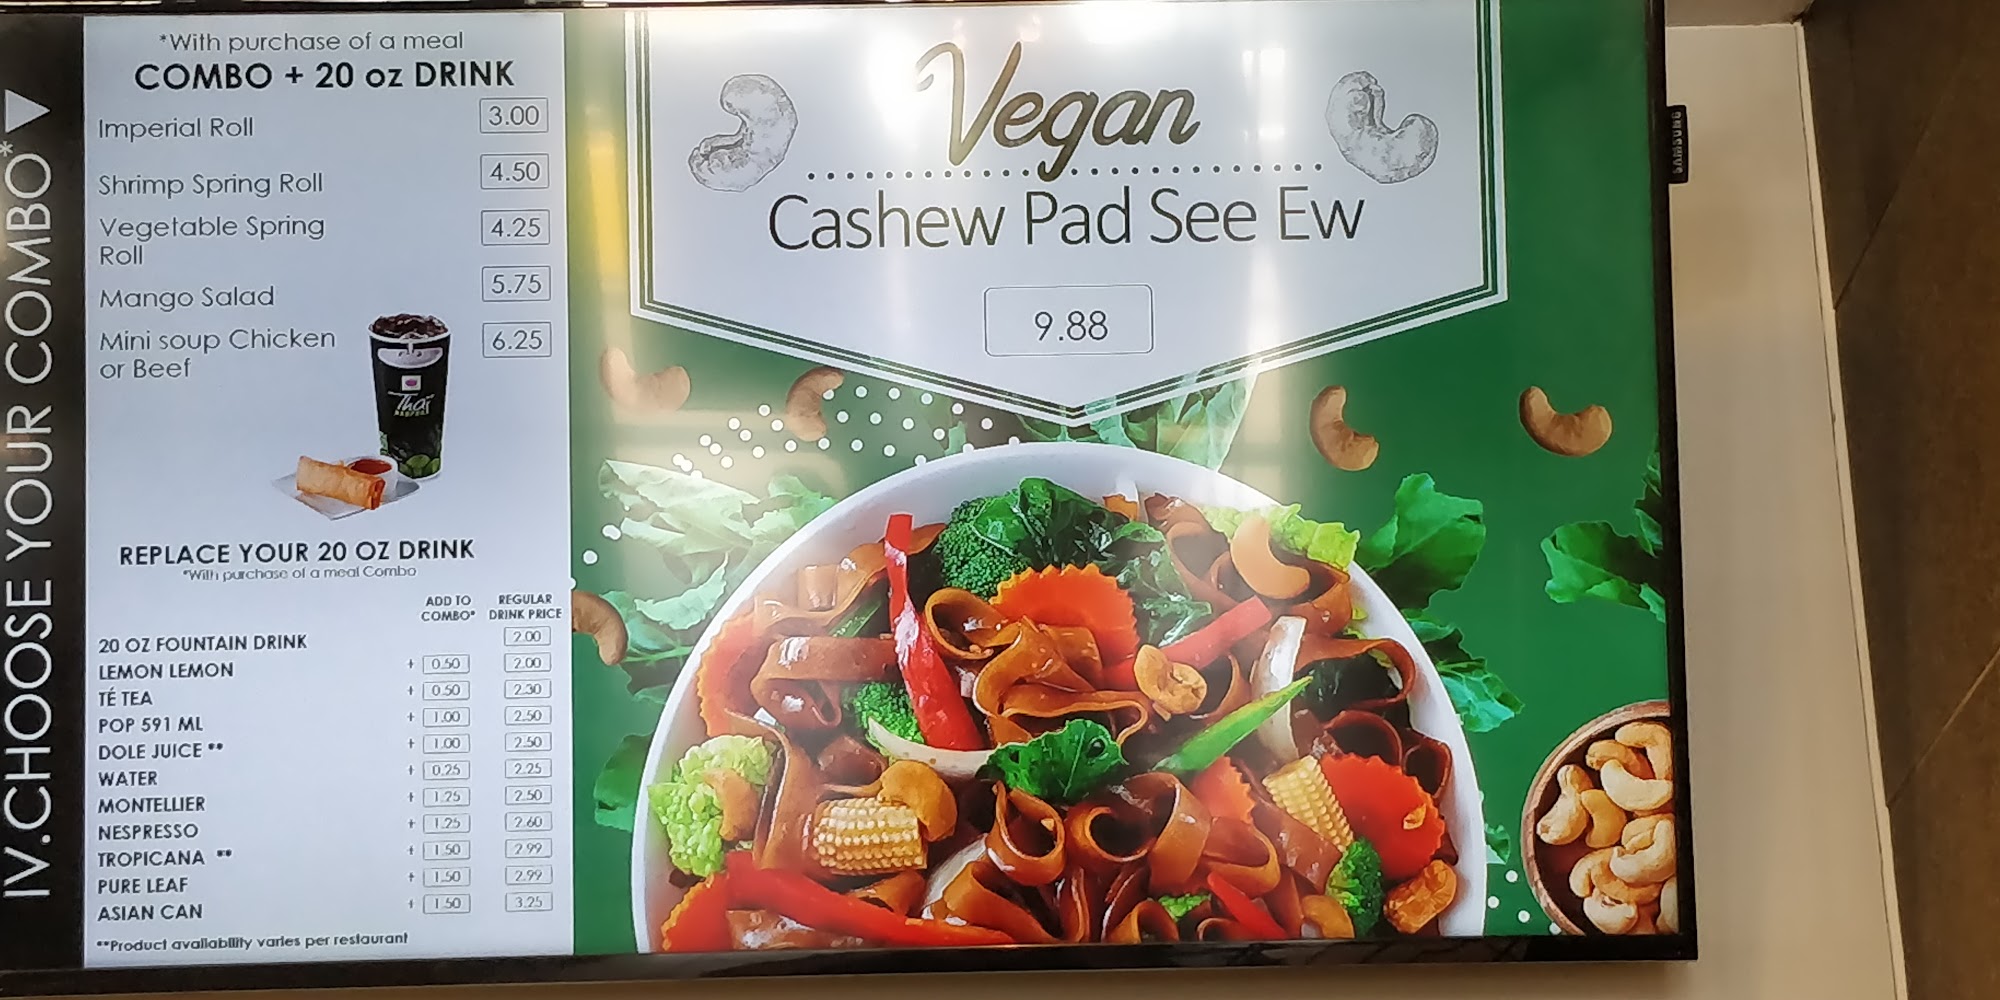 IV.CHOOSE YOUR COMBO*
*With purchase of a meal
COMBO + 20 oz DRINK
Imperial Roll 3.00
Shrimp Spring Roll 4.50
Vegetable Spring 4.25
Roll
Mango Salad 5.75
Mini soup Chicken 6.25
or Beef
Thaï
REPLACE YOUR 20 OZ DRINK
*With purchase of a meal Combo
ADD TO REGULAR
COMBO* DRINK PRICE
20 OZ FOUNTAIN DRINK 2.00
LEMON LEMON + 0.50 2.00
TÉ TEA + 0.50 2.30
POP 591 ML + 1.00 2.50
DOLE JUICE ** + 1.00 2.50
WATER + 0.25 2.25
MONTELLIER + 1.25 2.50
NESPRESSO + 1.25 2.60
TROPICANA ** + 1.50 2.99
PURE LEAF + 1.50 2.99
ASIAN CAN + 1.50 3.25
**Product availability varies per restaurant
Vegan
Cashew Pad See Ew
9.88
SAMSUNG